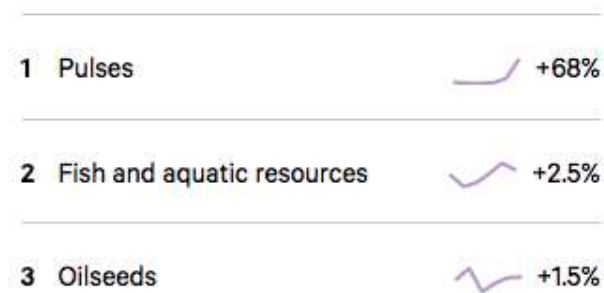 1 Pulses +68%
2 Fish and aquatic resources +2.5%
3 Oilseeds +1.5%